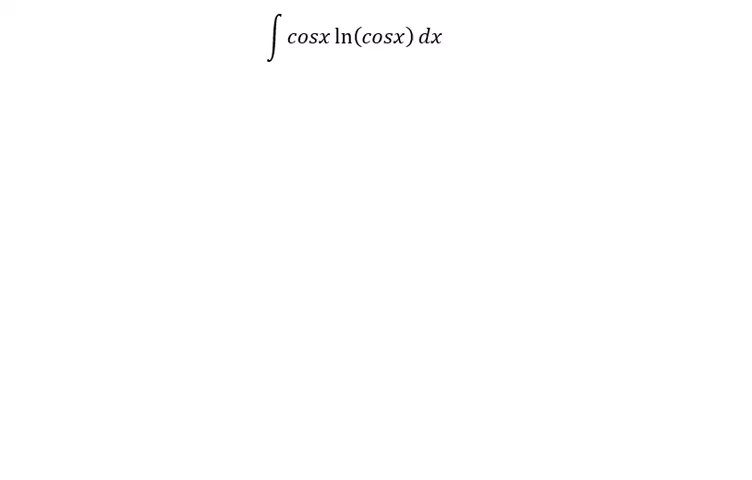 ∫ cosx ln(cosx) dx